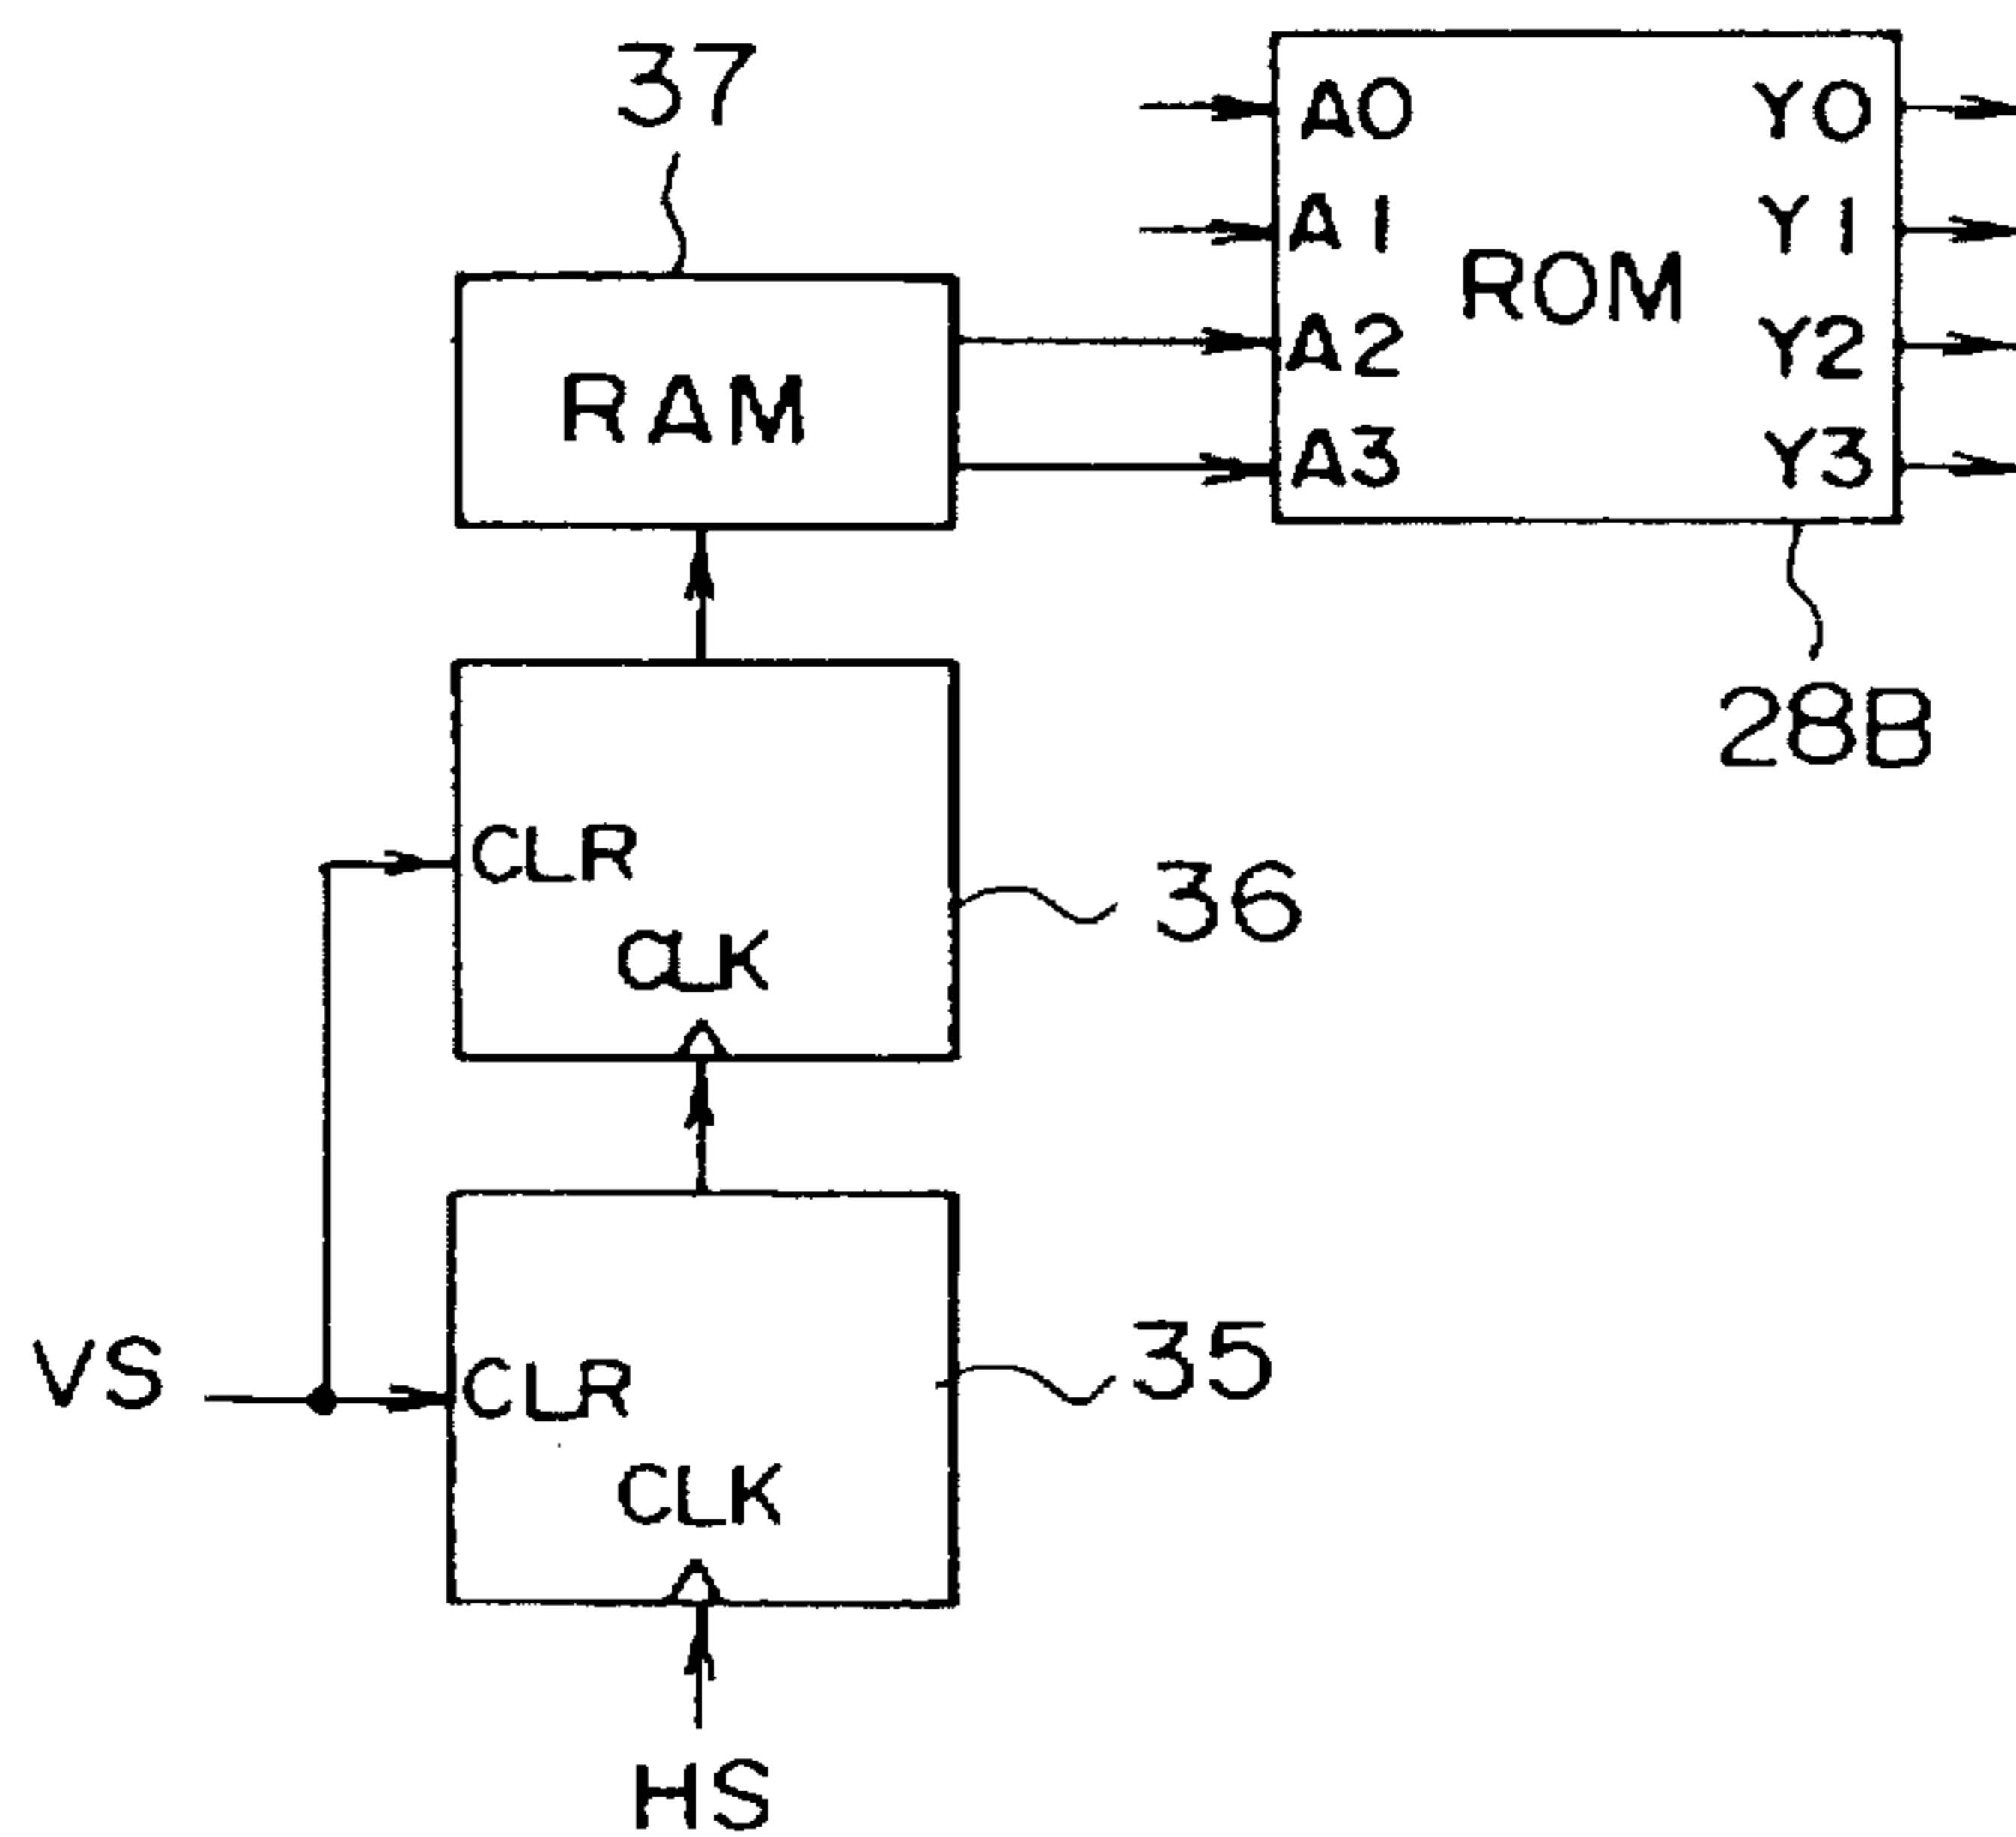 37
A0 Y0
A1 Y1
ROM
RAM
A2 Y2
A3 Y3
28B
CLR
36
CLK
VS
CLR
35
CLK
HS